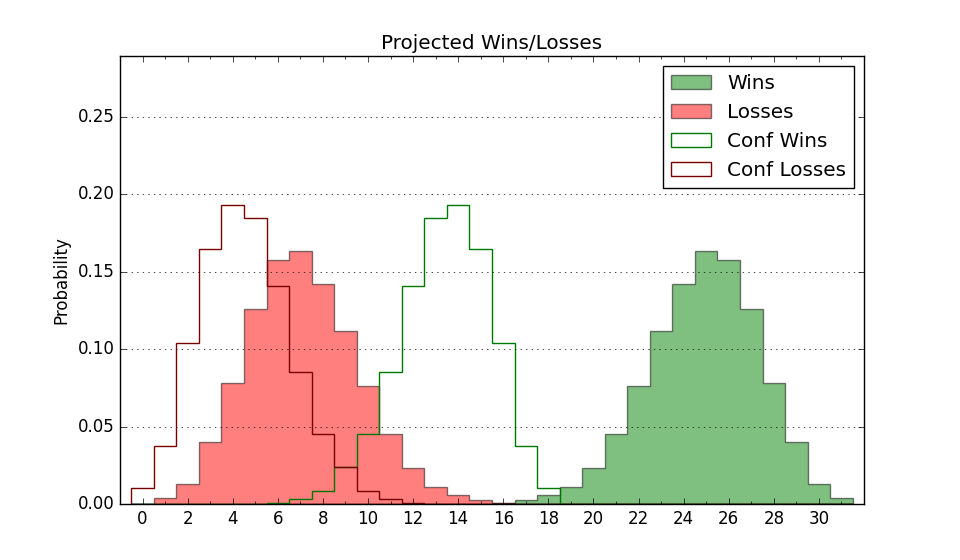 Projected Wins/Losses
Wins
Losses
Conf Wins
Conf Losses
Probability
0.25
0.20
0.15
0.10
0.05
0.00
0 2 4 6 8 10 12 14 16 18 20 22 24 26 28 30